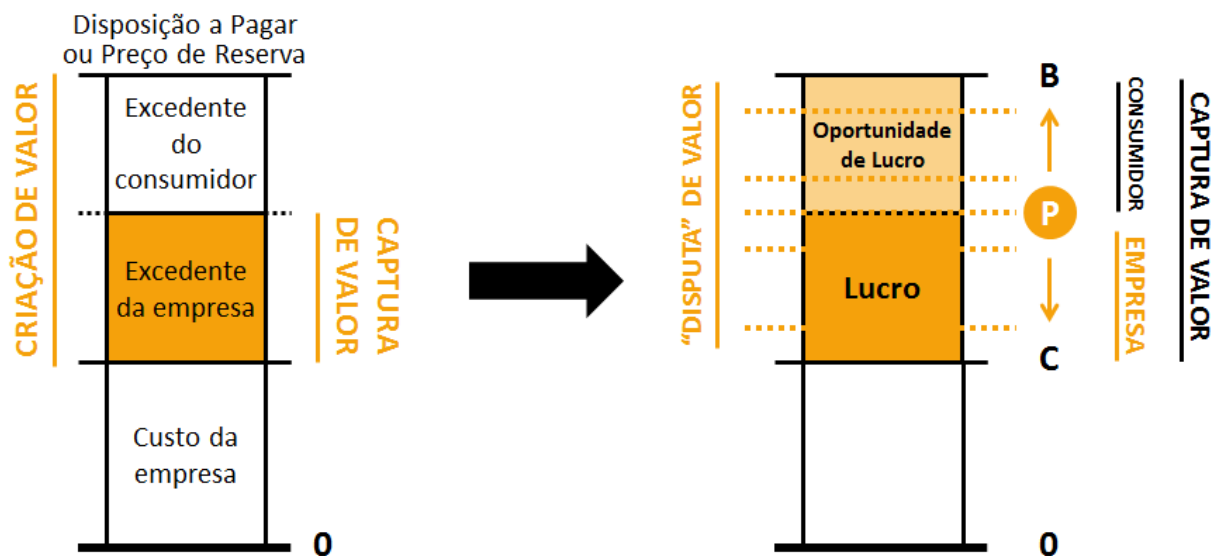 Disposição a Pagar
ou Preço de Reserva
CRIAÇÃO DE VALOR
Excedente
do
consumidor
Excedente
da empresa
CAPTURA
DE VALOR
Custo da
empresa
0
"DISPUTA" DE VALOR
Oportunidade
de Lucro
Lucro
B
P
C
0
CONSUMIDOR
EMPRESA
CAPTURA DE VALOR